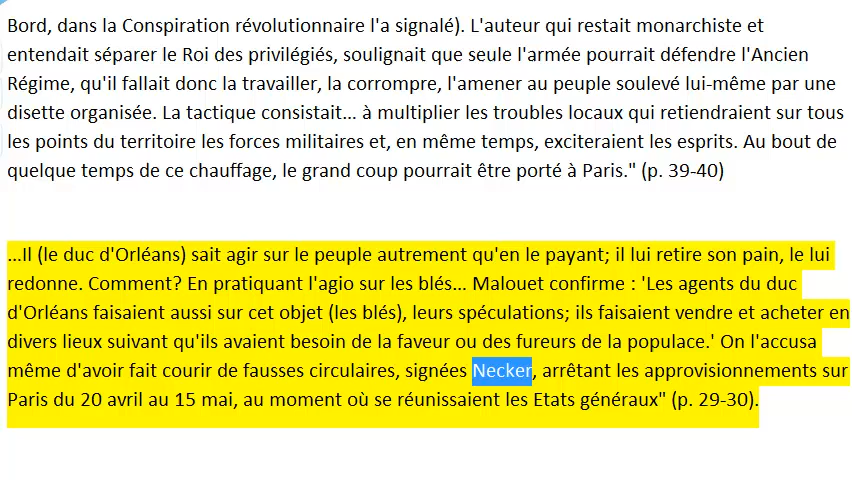 Bord, dans la Conspiration révolutionnaire l'a signalé). L'auteur qui restait monarchiste et
entendait séparer le Roi des privilégiés, soulignait que seule l'armée pourrait défendre l'Ancien
Régime, qu'il fallait donc la travailler, la corrompre, l'amener au peuple soulevé lui-même par une
disette organisée. La tactique consistait... à multiplier les troubles locaux qui retiendraient sur tous
les points du territoire les forces militaires et, en même temps, exciteraient les esprits. Au bout de
quelque temps de ce chauffage, le grand coup pourrait être porté à Paris." (p. 39-40)
...Il (le duc d'Orléans) sait agir sur le peuple autrement qu'en le payant; il lui retire son pain, le lui
redonne. Comment? En pratiquant l'agio sur les blés... Malouet confirme : 'Les agents du duc
d'Orléans faisaient aussi sur cet objet (les blés), leurs spéculations; ils faisaient vendre et acheter en
divers lieux suivant qu'ils avaient besoin de la faveur ou des fureurs de la populace.' On l'accusa
même d'avoir fait courir de fausses circulaires, signées Necker, arrêtant les approvisionnements sur
Paris du 20 avril au 15 mai, au moment où se réunissaient les Etats généraux" (p. 29-30).